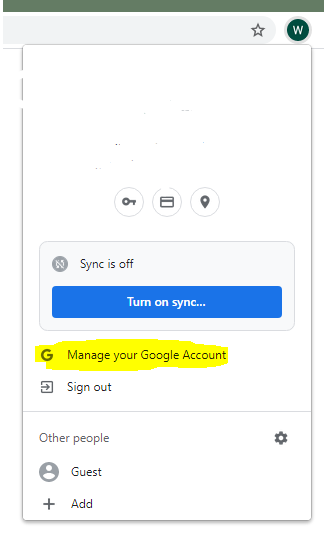 W
Sync is off
Turn on sync...
Manage your Google Account
Sign out
Other people
Guest
Add